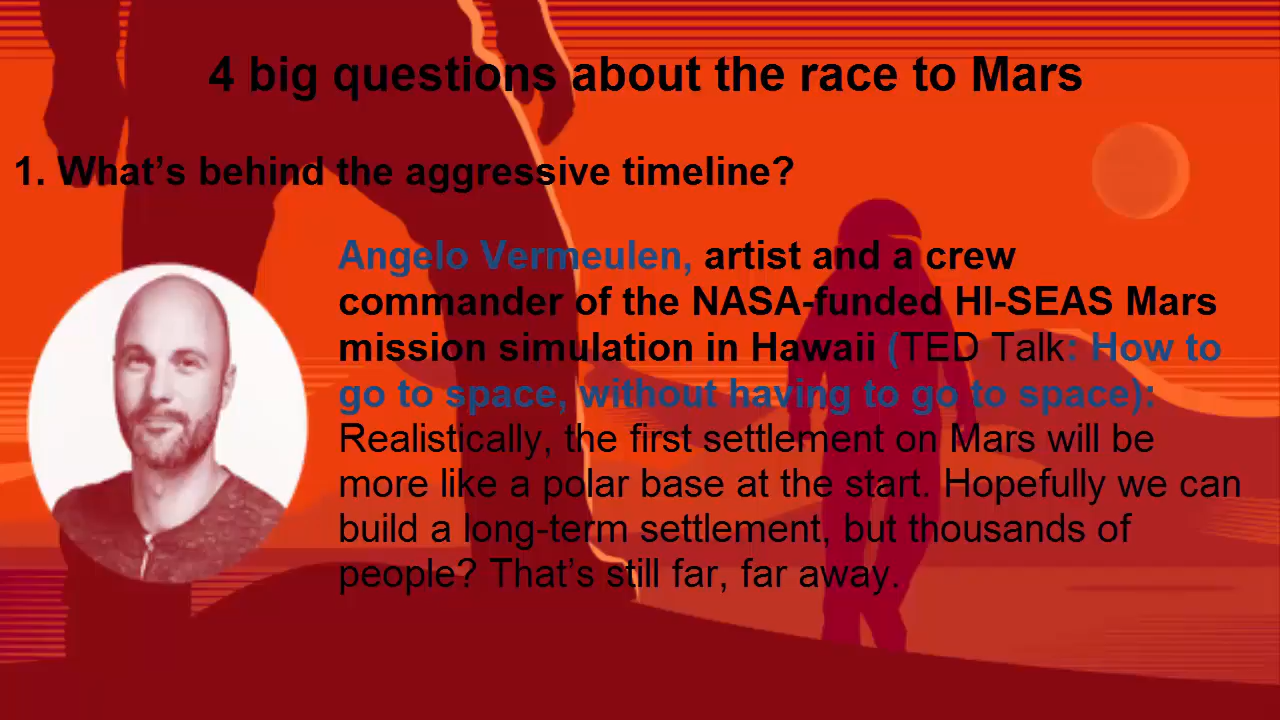 4 big questions about the race to Mars
1. What’s behind the aggressive timeline?
Angelo Vermeulen, artist and a crew
commander of the NASA-funded HI-SEAS Mars
mission simulation in Hawaii (TED Talk: How to
go to space, without having to go to space):
Realistically, the first settlement on Mars will be
more like a polar base at the start. Hopefully we can
build a long-term settlement, but thousands of
people? That’s still far, far away.